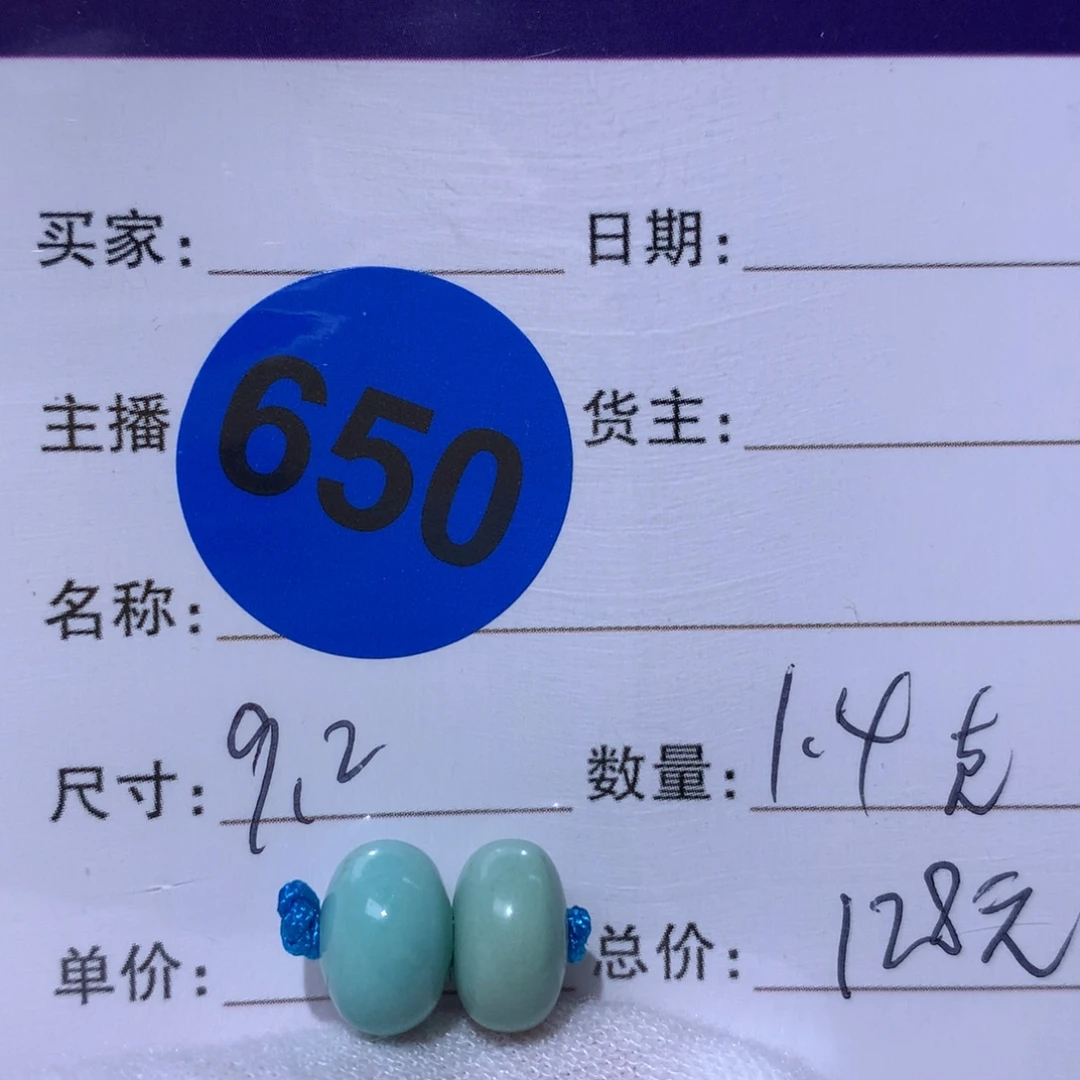 买家： 日期：
主播 货主：
650
名称：
尺寸：9.2 数量：1.4克
单价： 总价：128元